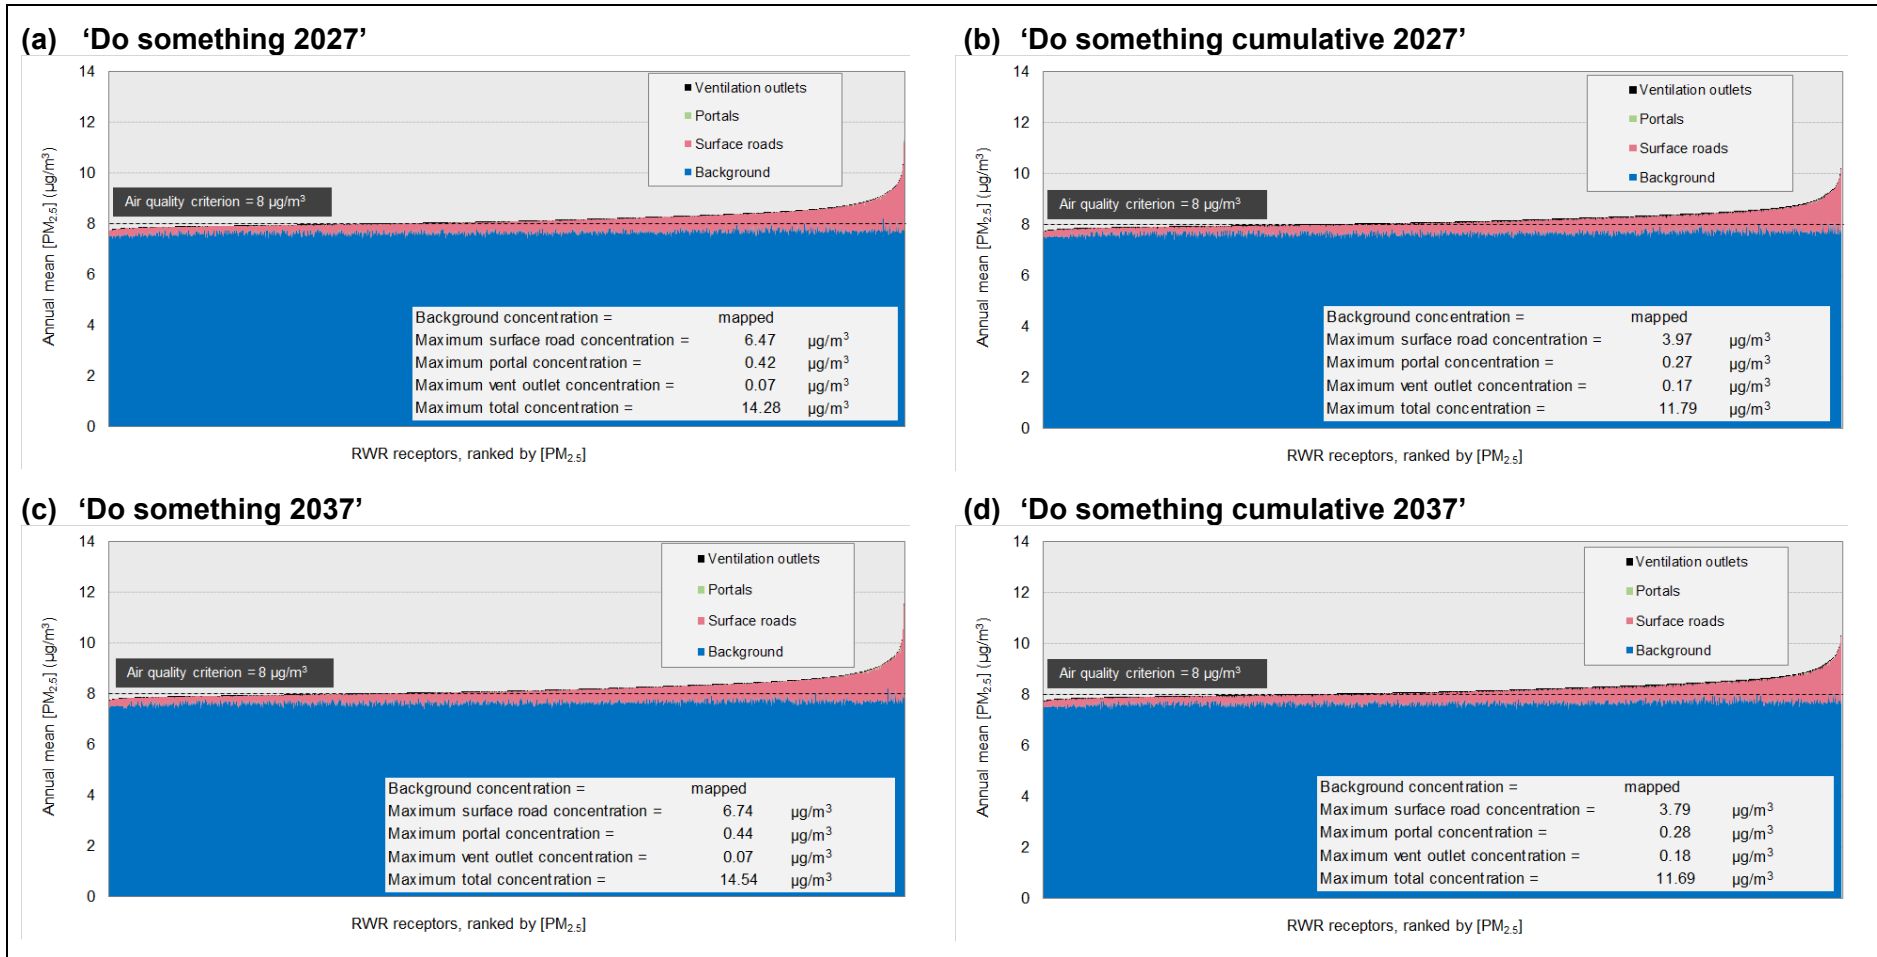 (a) ‘Do something 2027’
14
12
10
8
6
4
2
0
Annual mean [PM2.5] (µg/m³)
Ventilation outlets
Portals
Surface roads
Background
Air quality criterion = 8 µg/m³
Background concentration = mapped
Maximum surface road concentration = 6.47 µg/m³
Maximum portal concentration = 0.42 µg/m³
Maximum vent outlet concentration = 0.07 µg/m³
Maximum total concentration = 14.28 µg/m³
RWR receptors, ranked by [PM2.5]
(b) ‘Do something cumulative 2027’
14
12
10
8
6
4
2
0
Annual mean [PM2.5] (µg/m³)
Ventilation outlets
Portals
Surface roads
Background
Air quality criterion = 8 µg/m³
Background concentration = mapped
Maximum surface road concentration = 3.97 µg/m³
Maximum portal concentration = 0.27 µg/m³
Maximum vent outlet concentration = 0.17 µg/m³
Maximum total concentration = 11.79 µg/m³
RWR receptors, ranked by [PM2.5]
(c) ‘Do something 2037’
14
12
10
8
6
4
2
0
Annual mean [PM2.5] (µg/m³)
Ventilation outlets
Portals
Surface roads
Background
Air quality criterion = 8 µg/m³
Background concentration = mapped
Maximum surface road concentration = 6.74 µg/m³
Maximum portal concentration = 0.44 µg/m³
Maximum vent outlet concentration = 0.07 µg/m³
Maximum total concentration = 14.54 µg/m³
RWR receptors, ranked by [PM2.5]
(d) ‘Do something cumulative 2037’
14
12
10
8
6
4
2
0
Annual mean [PM2.5] (µg/m³)
Ventilation outlets
Portals
Surface roads
Background
Air quality criterion = 8 µg/m³
Background concentration = mapped
Maximum surface road concentration = 3.79 µg/m³
Maximum portal concentration = 0.28 µg/m³
Maximum vent outlet concentration = 0.18 µg/m³
Maximum total concentration = 11.69 µg/m³
RWR receptors, ranked by [PM2.5]